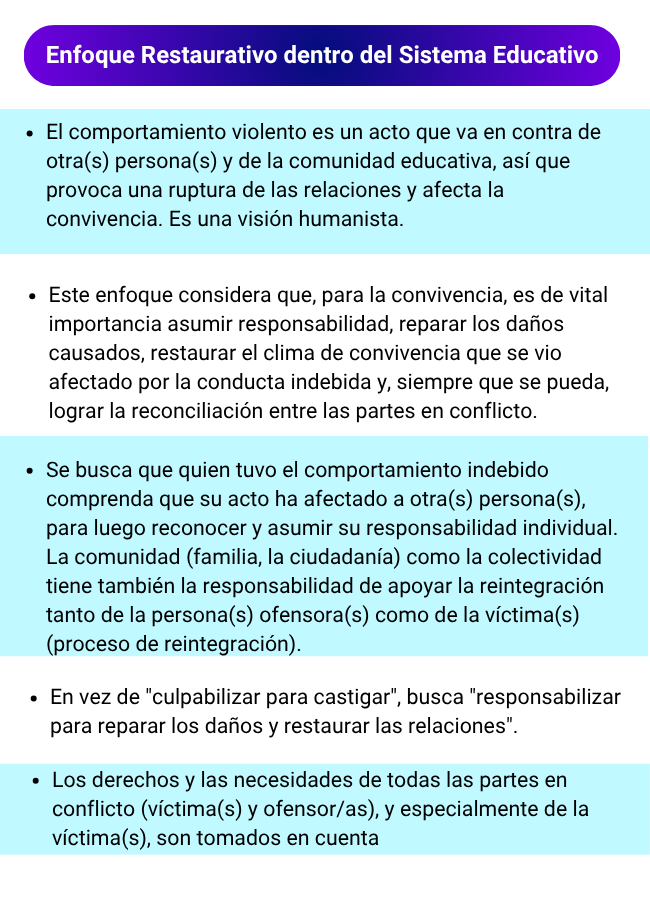 Enfoque Restaurativo dentro del Sistema Educativo
• El comportamiento violento es un acto que va en contra de
otra(s) persona(s) y de la comunidad educativa, así que
provoca una ruptura de las relaciones y afecta la
convivencia. Es una visión humanista.
• Este enfoque considera que, para la convivencia, es de vital
importancia asumir responsabilidad, reparar los daños
causados, restaurar el clima de convivencia que se vio
afectado por la conducta indebida y, siempre que se pueda,
lograr la reconciliación entre las partes en conflicto.
• Se busca que quien tuvo el comportamiento indebido
comprenda que su acto ha afectado a otra(s) persona(s),
para luego reconocer y asumir su responsabilidad individual.
La comunidad (familia, la ciudadanía) como la colectividad
tiene también la responsabilidad de apoyar la reintegración
tanto de la persona(s) ofensora(s) como de la víctima(s)
(proceso de reintegración).
• En vez de "culpabilizar para castigar", busca "responsabilizar
para reparar los daños y restaurar las relaciones".
• Los derechos y las necesidades de todas las partes en
conflicto (víctima(s) y ofensor/as), y especialmente de la
víctima(s), son tomados en cuenta